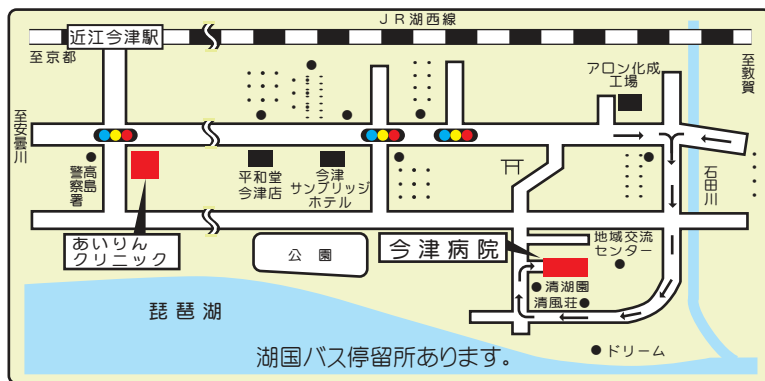 JR湖西線
近江今津駅
至京都
至敦賀
アロン化成
工場
至安曇川
高島
警察署
平和堂
今津店
今津
サンブリッジ
ホテル
石田川
あいりん
クリニック
公園
今津病院
地域交流
センター
清湖園
清風荘
琵琶湖
ドリーム
湖国バス停留所あります。